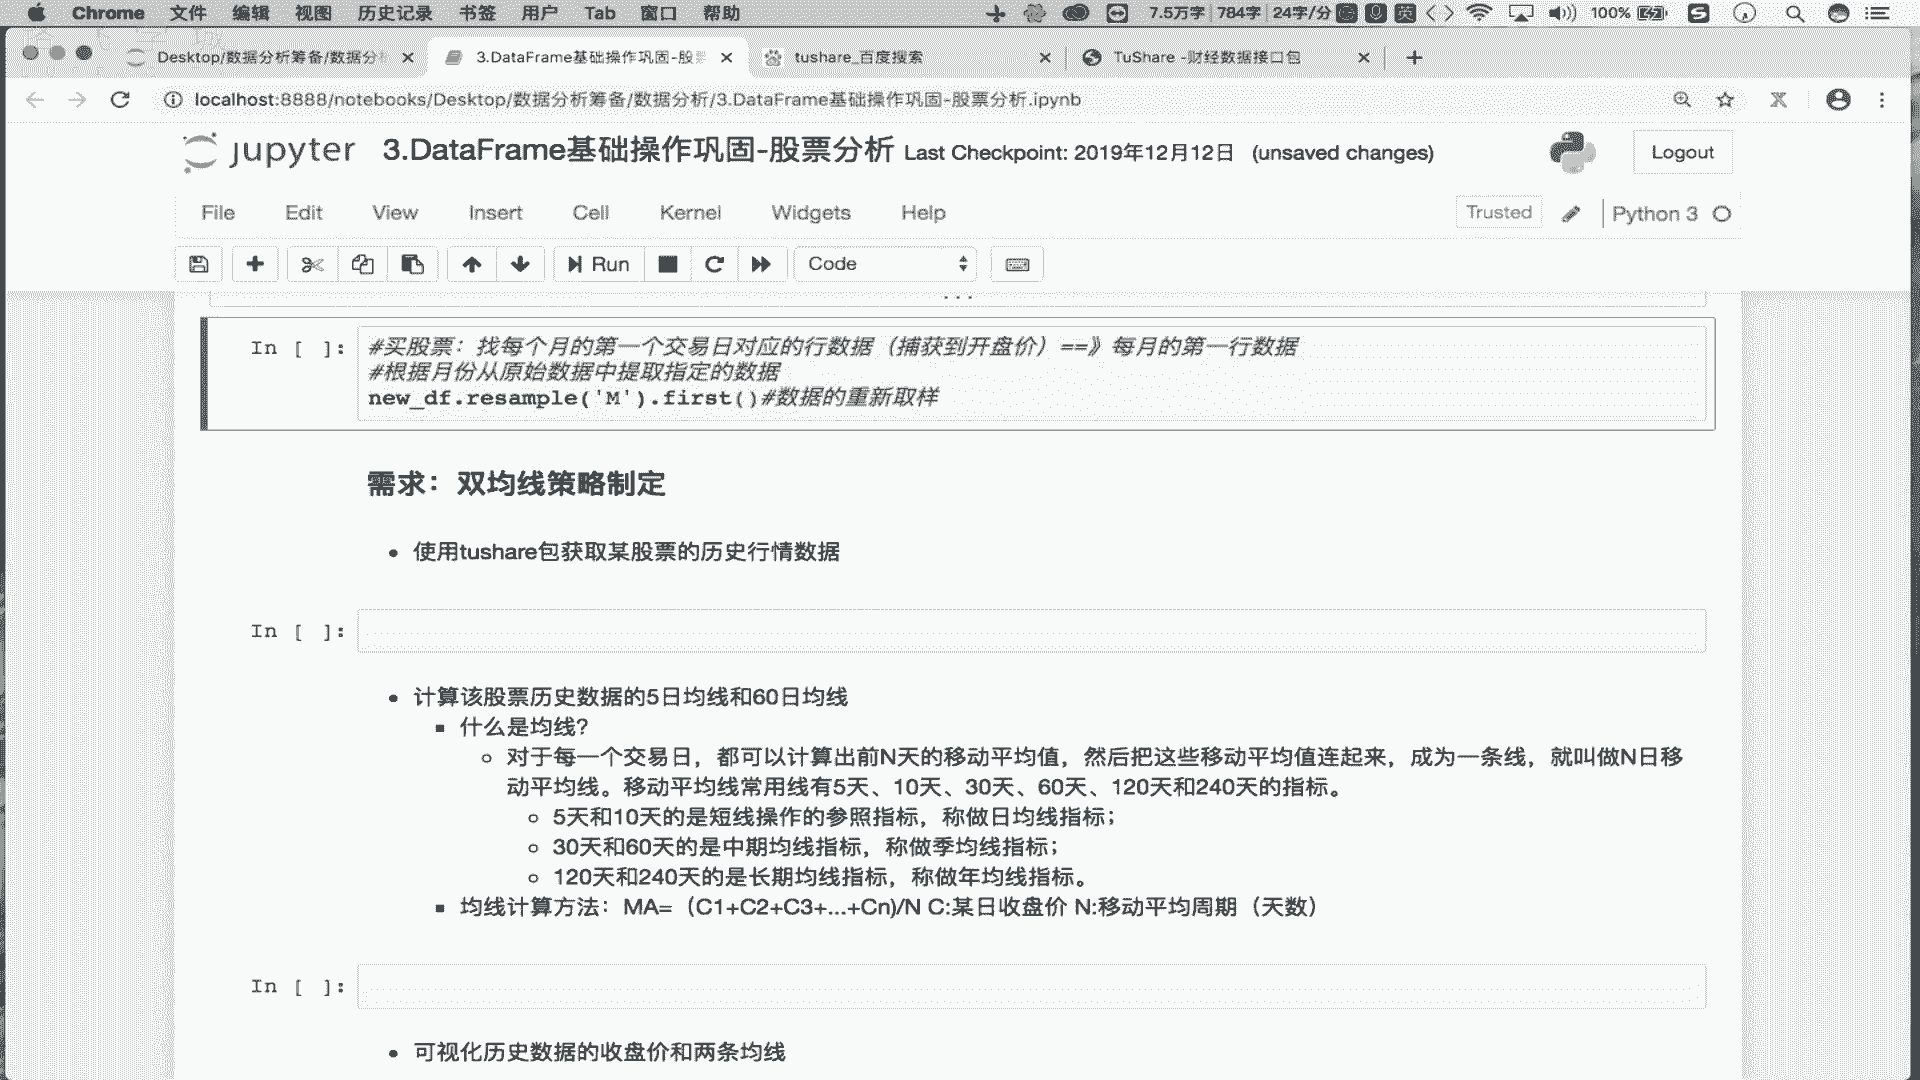 Chrome 文件 编辑 视图 历史记录 书签 用户 Tab 窗口 帮助 7.5万字 784字 24字/分 英 100%
Desktop/数据分析筹备/数据分析 3.DataFrame基础操作巩固-股票 tushare_百度搜索 TuShare -财经数据接口包
localhost:8888/notebooks/Desktop/数据分析筹备/数据分析/3.DataFrame基础操作巩固-股票分析.ipynb
jupyter 3.DataFrame基础操作巩固-股票分析 Last Checkpoint: 2019年12月12日 (unsaved changes) Logout
File Edit View Insert Cell Kernel Widgets Help Trusted Python 3
Run Code
...
In [ ]: #买股票：找每个月的第一个交易日对应的行数据（捕获到开盘价）==》每月的第一行数据
#根据月份从原始数据中提取指定的数据
new_df.resample('M').first()#数据的重新取样
需求：双均线策略制定
使用tushare包获取某股票的历史行情数据
In [ ]:
计算该股票历史数据的5日均线和60日均线
什么是均线？
对于每一个交易日，都可以计算出前N天的移动平均值，然后把这些移动平均值连起来，成为一条线，就叫做N日移
动平均线。移动平均线常用线有5天、10天、30天、60天、120天和240天的指标。
5天和10天的是短线操作的参照指标，称做日均线指标；
30天和60天的是中期均线指标，称做季均线指标；
120天和240天的是长期均线指标，称做年均线指标。
均线计算方法：MA=（C1+C2+C3+...+Cn)/N C:某日收盘价 N:移动平均周期（天数）
In [ ]:
可视化历史数据的收盘价和两条均线